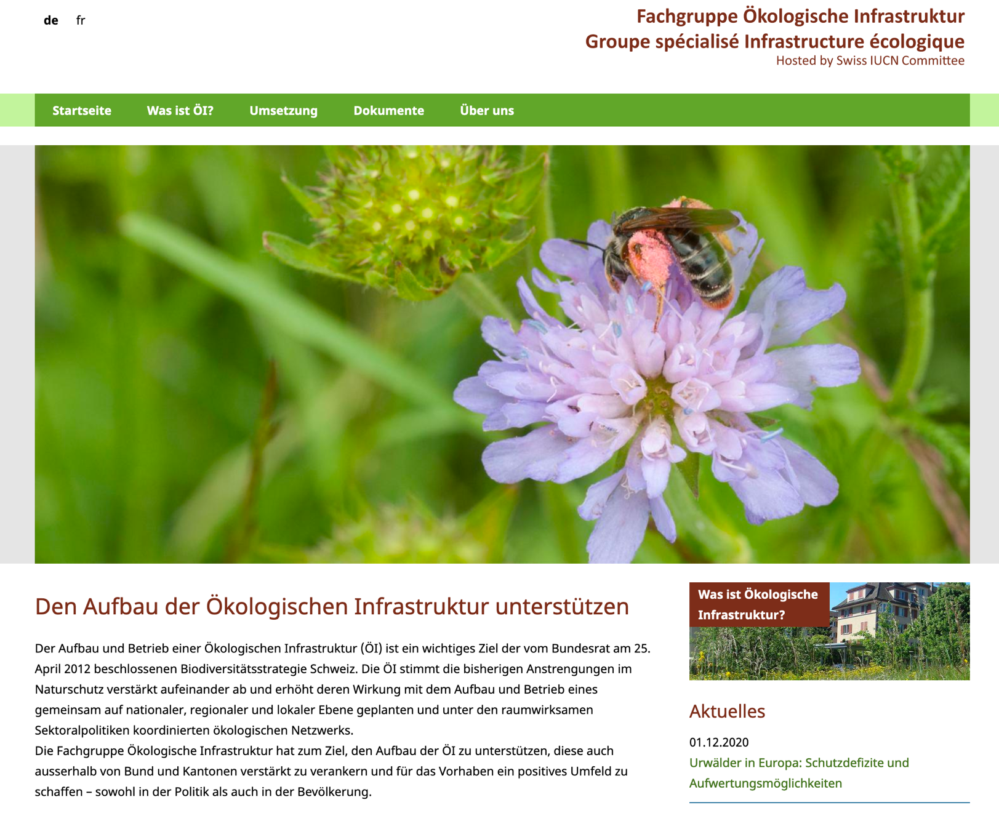 de fr
Fachgruppe Ökologische Infrastruktur
Groupe spécialisé Infrastructure écologique
Hosted by Swiss IUCN Committee
Startseite Was ist ÖI? Umsetzung Dokumente Über uns
Den Aufbau der Ökologischen Infrastruktur unterstützen
Der Aufbau und Betrieb einer Ökologischen Infrastruktur (ÖI) ist ein wichtiges Ziel der vom Bundesrat am 25.
April 2012 beschlossenen Biodiversitätsstrategie Schweiz. Die ÖI stimmt die bisherigen Anstrengungen im
Naturschutz verstärkt aufeinander ab und erhöht deren Wirkung mit dem Aufbau und Betrieb eines
gemeinsam auf nationaler, regionaler und lokaler Ebene geplanten und unter den raumwirksamen
Sektoralpolitiken koordinierten ökologischen Netzwerks.
Die Fachgruppe Ökologische Infrastruktur hat zum Ziel, den Aufbau der ÖI zu unterstützen, diese auch
ausserhalb von Bund und Kantonen verstärkt zu verankern und für das Vorhaben ein positives Umfeld zu
schaffen – sowohl in der Politik als auch in der Bevölkerung.
Was ist Ökologische
Infrastruktur?
Aktuelles
01.12.2020
Urwälder in Europa: Schutzdefizite und
Aufwertungsmöglichkeiten